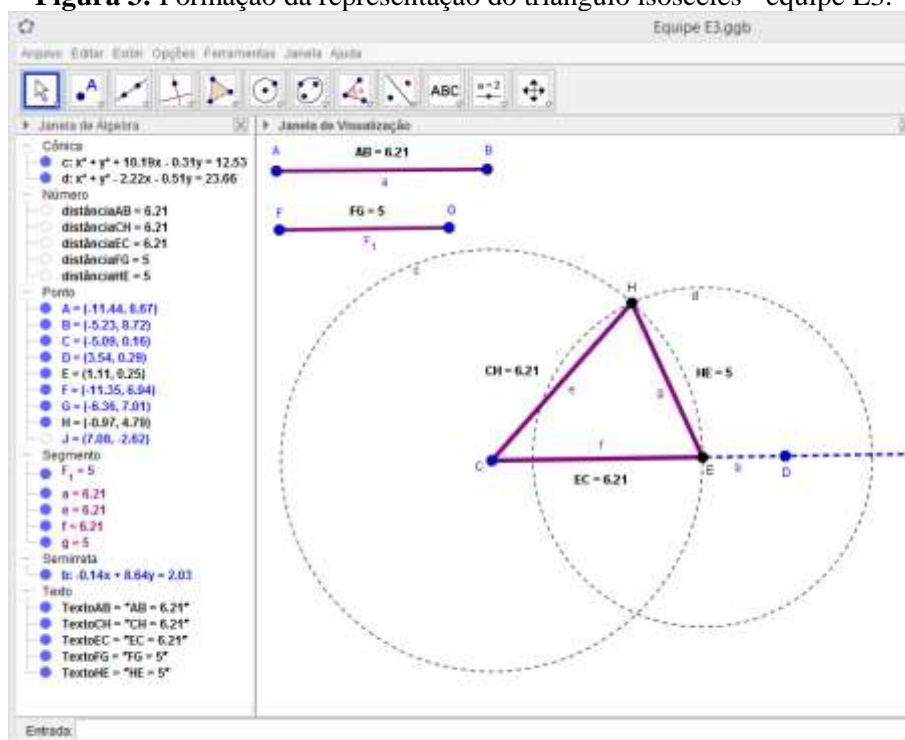 Figura 3: Formação da representação do triângulo isósceles - equipe E3.
Equipe E3.ggb
Arquivo Editar Exibir Opções Ferramentas Janela Ajuda
ABC a=2
Janela de Álgebra
Janela de Visualização
Cônica
c: x² + y² + 10.19x - 0.31y = 12.53
d: x² + y² - 2.22x - 0.51y = 23.66
Número
distânciaAB = 6.21
distânciaCH = 6.21
distânciaEC = 6.21
distânciaFG = 5
distânciaHE = 5
Ponto
A = (-11.44, 8.67)
B = (-5.23, 8.72)
C = (-5.09, 0.16)
D = (3.54, 0.29)
E = (1.11, 0.25)
F = (-11.35, 6.94)
G = (-6.36, 7.01)
H = (-0.97, 4.79)
J = (7.08, -2.62)
Segmento
F₁ = 5
a = 6.21
e = 6.21
f = 6.21
g = 5
Semirreta
b: -0.14x + 8.64y = 2.03
Texto
TextoAB = "AB = 6.21"
TextoCH = "CH = 6.21"
TextoEC = "EC = 6.21"
TextoFG = "FG = 5"
TextoHE = "HE = 5"
Entrada:
A AB = 6.21 B
a
F FG = 5 G
F₁
c
H
d
CH = 6.21
HE = 5
e
g
f
C
E
b
D
EC = 6.21